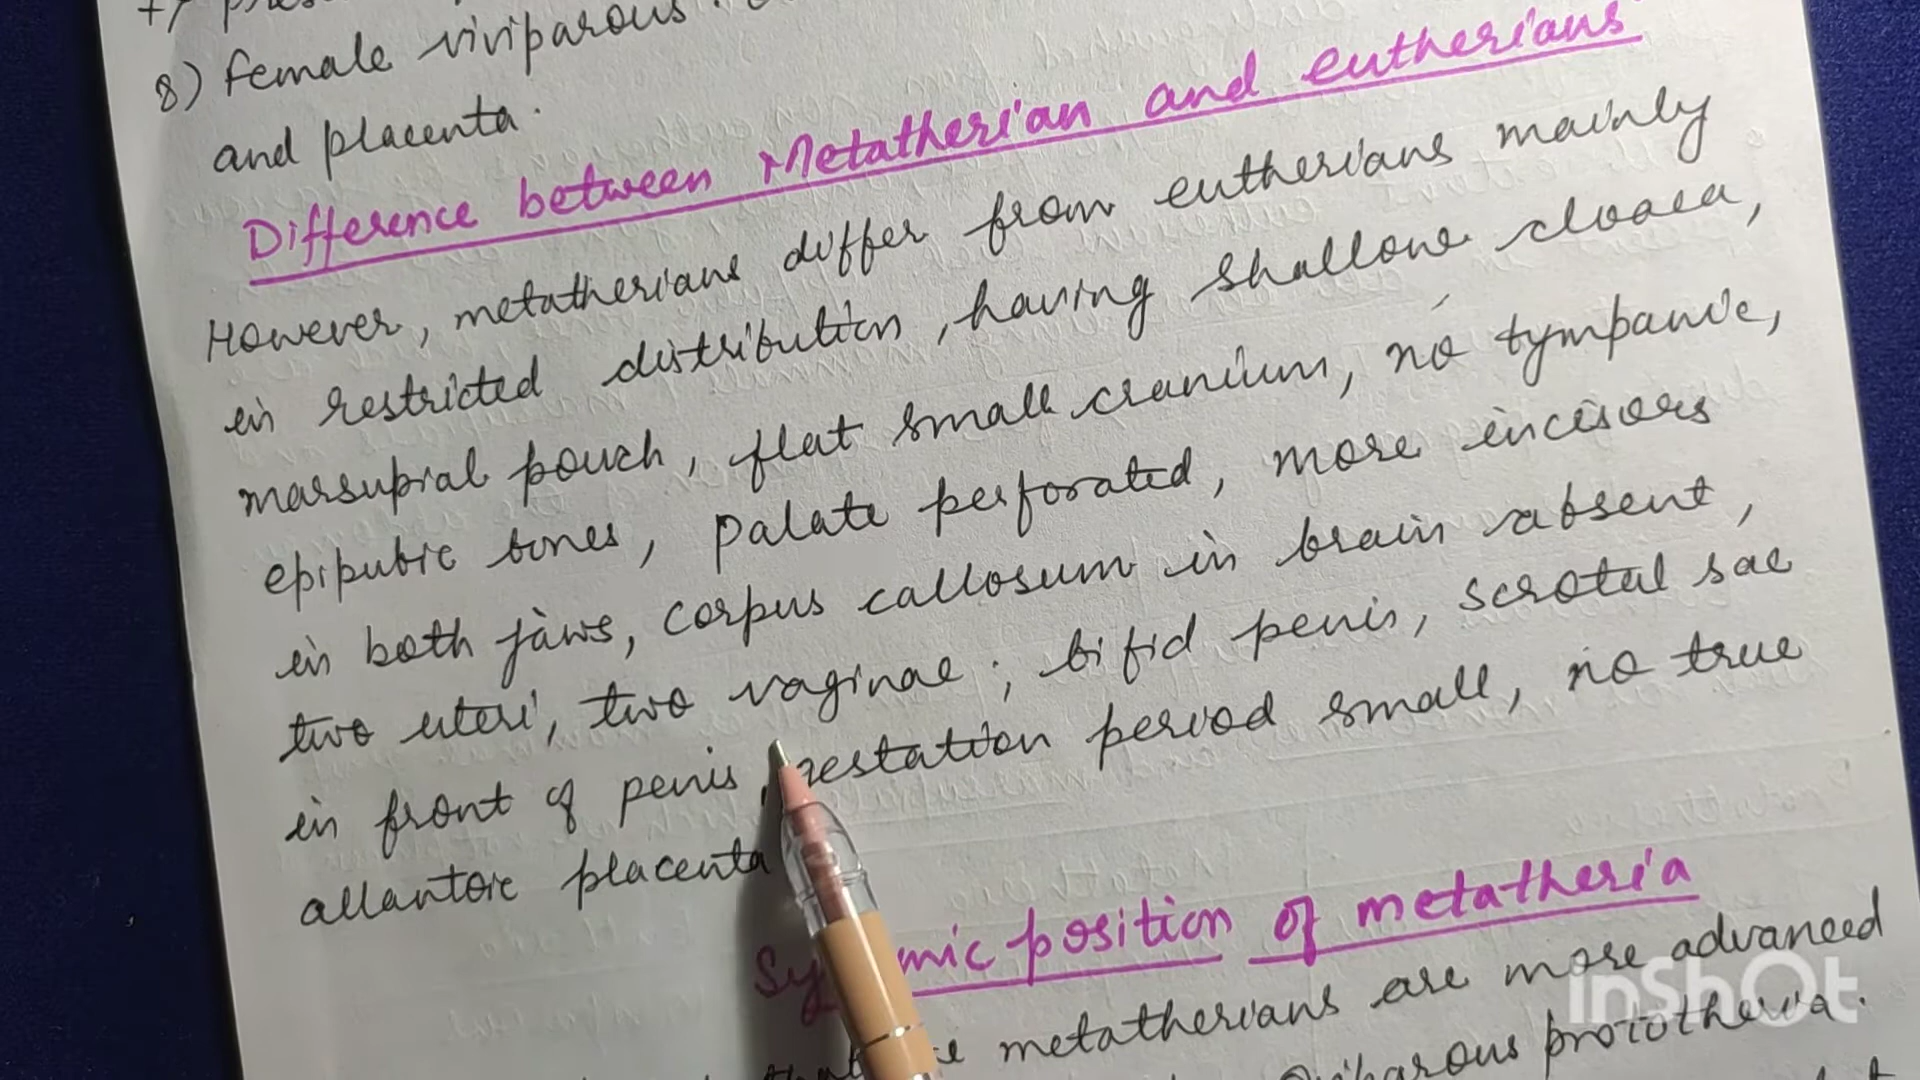 8) female viviparous.
and placenta.
Difference between Metatherian and eutherians
However, metatherians differ from eutherians mainly
in restricted distribution, having shallow cloaca,
marsupial pouch, flat small cranium, no tympanic,
epipubic bones, palate perforated, more incisors
in both jaws, corpus callosum in brain absent,
two uteri, two vaginae; bifid penis, scrotal sac
in front of penis, gestation period small, no true
allantoic placenta
position of metatheria
metatherians are more advanced
prototheria.
InShOt